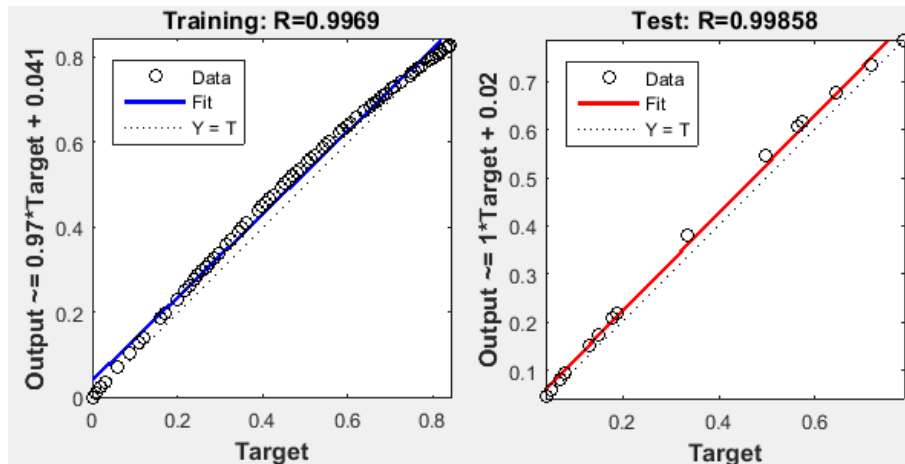 Training: R=0.9969
Output ~= 0.97*Target + 0.041
0.8
0.6
0.4
0.2
0
Data
Fit
Y = T
0
0.2
0.4
0.6
0.8
Target
Test: R=0.99858
Output ~= 1*Target + 0.02
0.7
0.6
0.5
0.4
0.3
0.2
0.1
Data
Fit
Y = T
0.2
0.4
0.6
Target